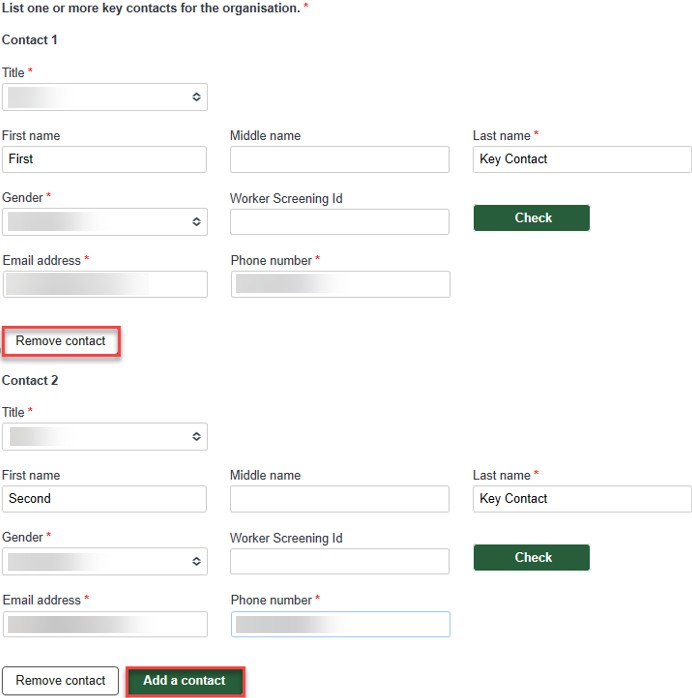 List one or more key contacts for the organisation. *
Contact 1
Title *
First name Middle name Last name *
First Key Contact
Gender * Worker Screening Id
Check
Email address * Phone number *
Remove contact
Contact 2
Title *
First name Middle name Last name *
Second Key Contact
Gender * Worker Screening Id
Check
Email address * Phone number *
Remove contact Add a contact